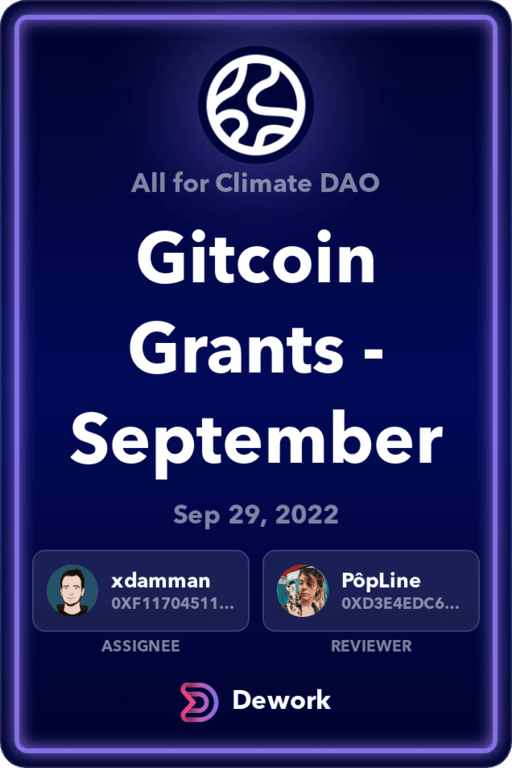 All for Climate DAO
Gitcoin
Grants -
September
Sep 29, 2022
xdamman
0XF11704511...
PôpLine
0XD3E4EDC6...
ASSIGNEE
REVIEWER
Dework